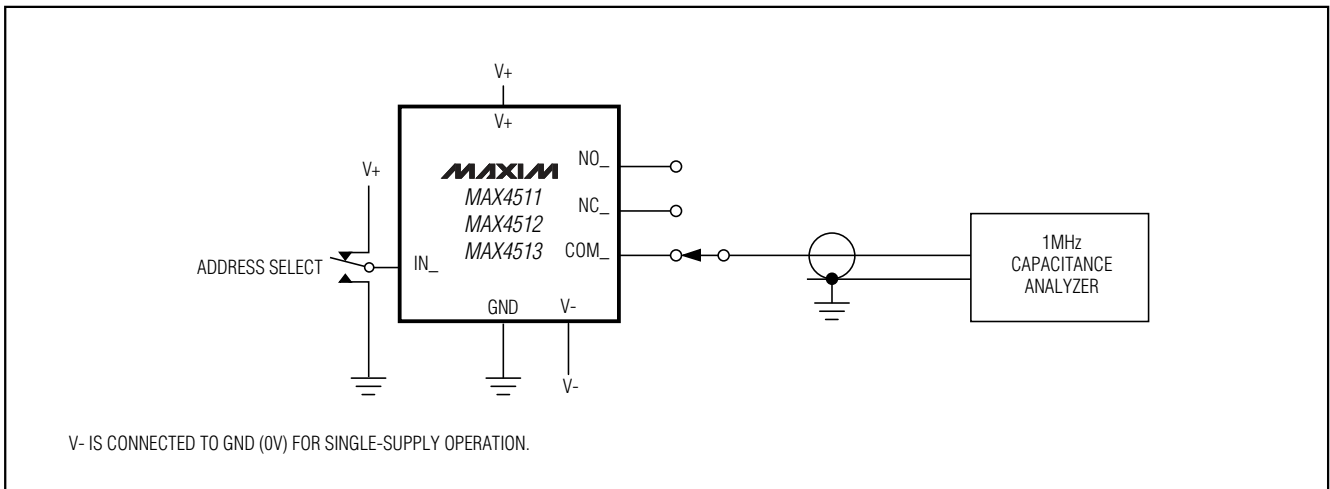 V+
V+
V+
MAXIM
MAX4511
MAX4512
MAX4513
NO_
NC_
COM_
IN_
GND
V-
V-
ADDRESS SELECT
1MHz
CAPACITANCE
ANALYZER
V- IS CONNECTED TO GND (0V) FOR SINGLE-SUPPLY OPERATION.